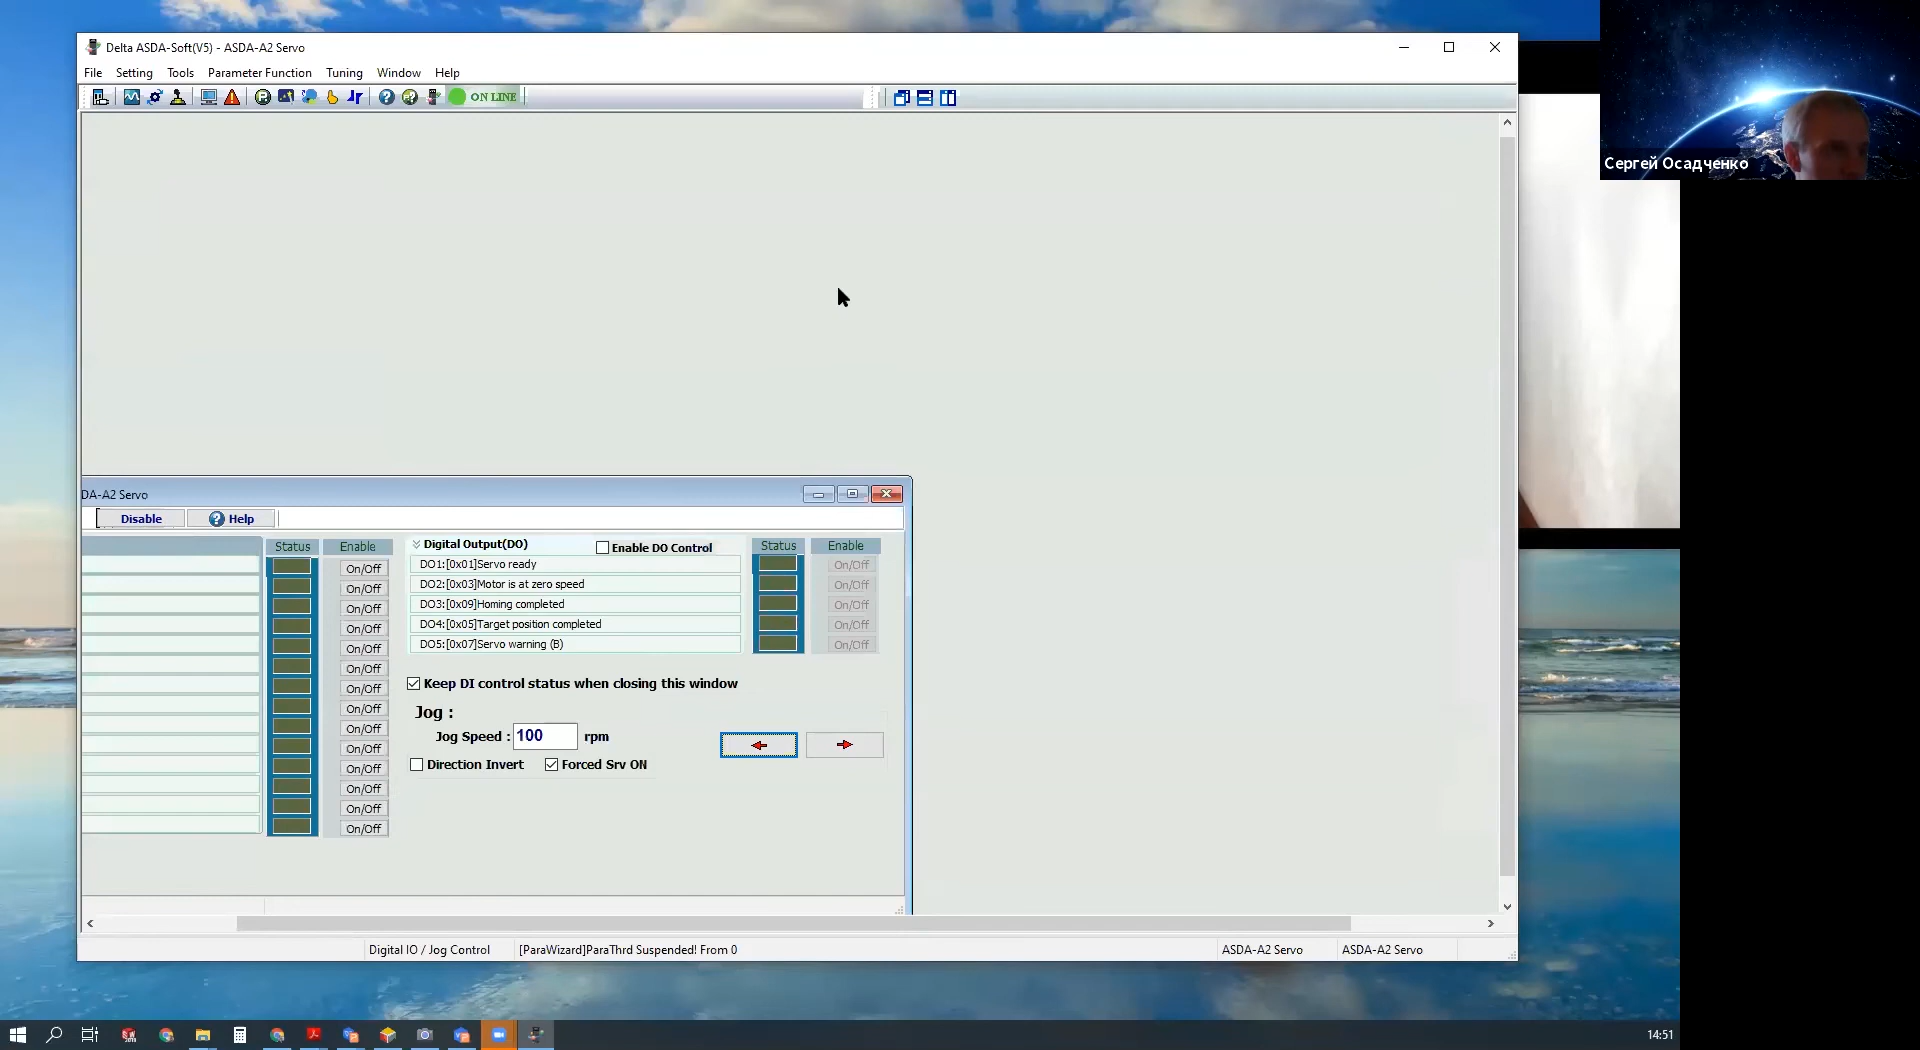 Delta ASDA-Soft(V5) - ASDA-A2 Servo
File Setting Tools Parameter Function Tuning Window Help
ON LINE
Сергей Осадченко
DA-A2 Servo
Disable Help
Status Enable
On/Off
On/Off
On/Off
On/Off
On/Off
On/Off
On/Off
On/Off
On/Off
On/Off
On/Off
On/Off
On/Off
On/Off
Digital Output(DO) Enable DO Control Status Enable
DO1:[0x01]Servo ready On/Off
DO2:[0x03]Motor is at zero speed On/Off
DO3:[0x09]Homing completed On/Off
DO4:[0x05]Target position completed On/Off
DO5:[0x07]Servo warning (B) On/Off
Keep DI control status when closing this window
Jog :
Jog Speed : 100 rpm
Direction Invert Forced Srv ON
Digital IO / Jog Control [ParaWizard]ParaThrd Suspended! From 0 ASDA-A2 Servo ASDA-A2 Servo
14:51